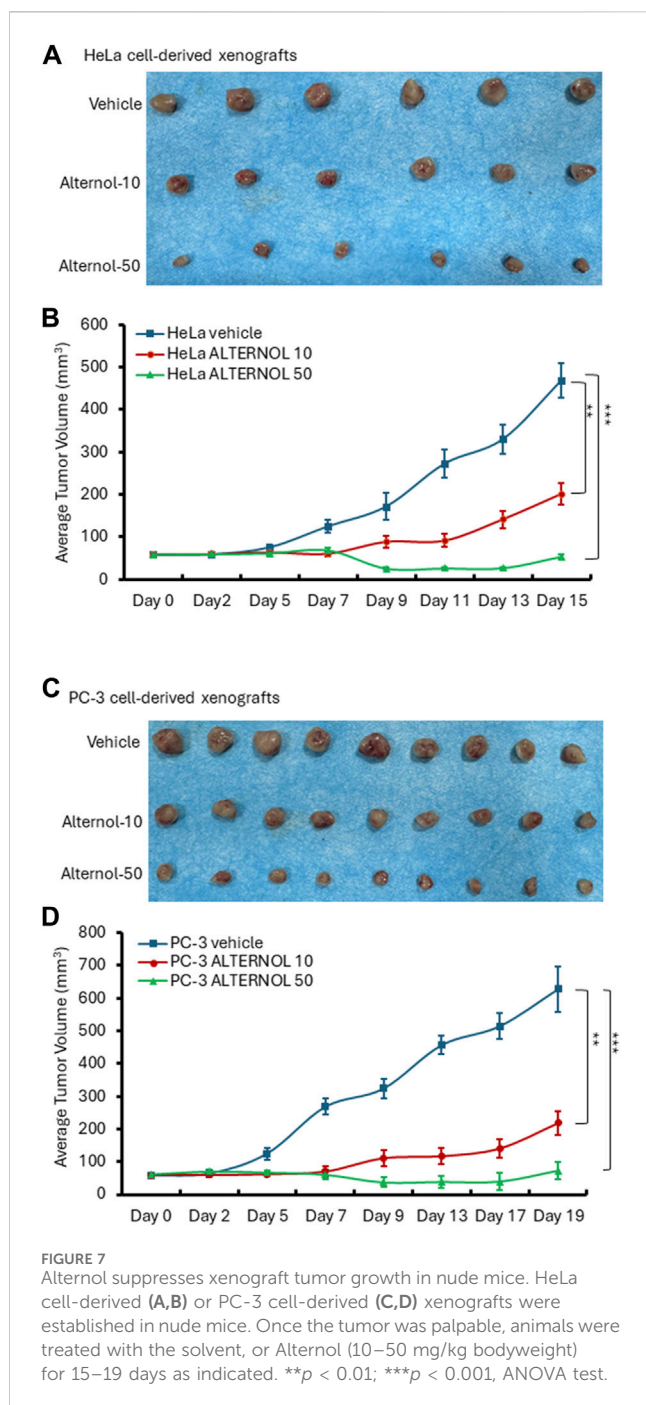 A HeLa cell-derived xenografts
Vehicle
Alternol-10
Alternol-50
B
600
500
400
300
200
100
0
Average Tumor Volume (mm³)
HeLa vehicle
HeLa ALTERNOL 10
HeLa ALTERNOL 50
**
***
Day 0 Day2 Day 5 Day 7 Day 9 Day 11 Day 13 Day 15
C PC-3 cell-derived xenografts
Vehicle
Alternol-10
Alternol-50
D
800
700
600
500
400
300
200
100
0
Average Tumor Volume (mm³)
PC-3 vehicle
PC-3 ALTERNOL 10
PC-3 ALTERNOL 50
**
***
Day 0 Day 2 Day 5 Day 7 Day 9 Day 13 Day 17 Day 19
FIGURE 7
Alternol suppresses xenograft tumor growth in nude mice. HeLa
cell-derived (A,B) or PC-3 cell-derived (C,D) xenografts were
established in nude mice. Once the tumor was palpable, animals were
treated with the solvent, or Alternol (10–50 mg/kg bodyweight)
for 15–19 days as indicated. **p < 0.01; ***p < 0.001, ANOVA test.